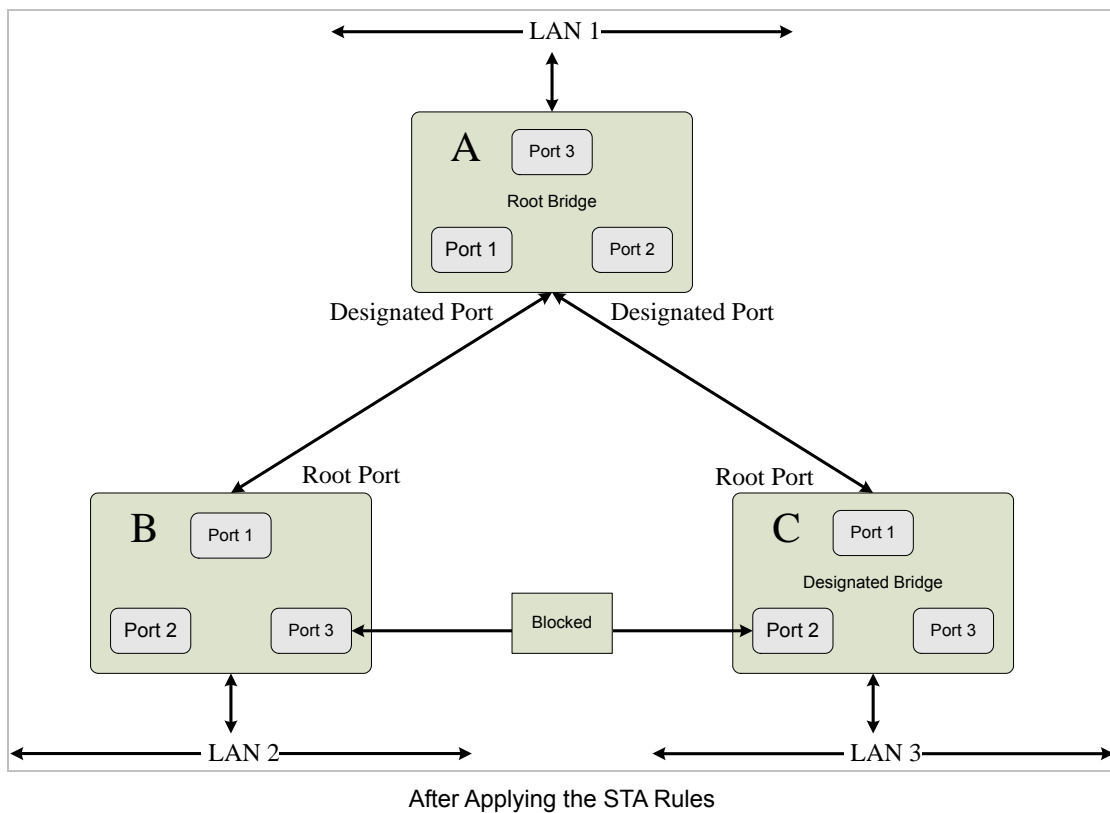 LAN 1
A
Port 3
Root Bridge
Port 1
Port 2
Designated Port
Designated Port
Root Port
Root Port
B
Port 1
C
Port 1
Designated Bridge
Port 2
Port 3
Blocked
Port 2
Port 3
LAN 2
LAN 3
After Applying the STA Rules